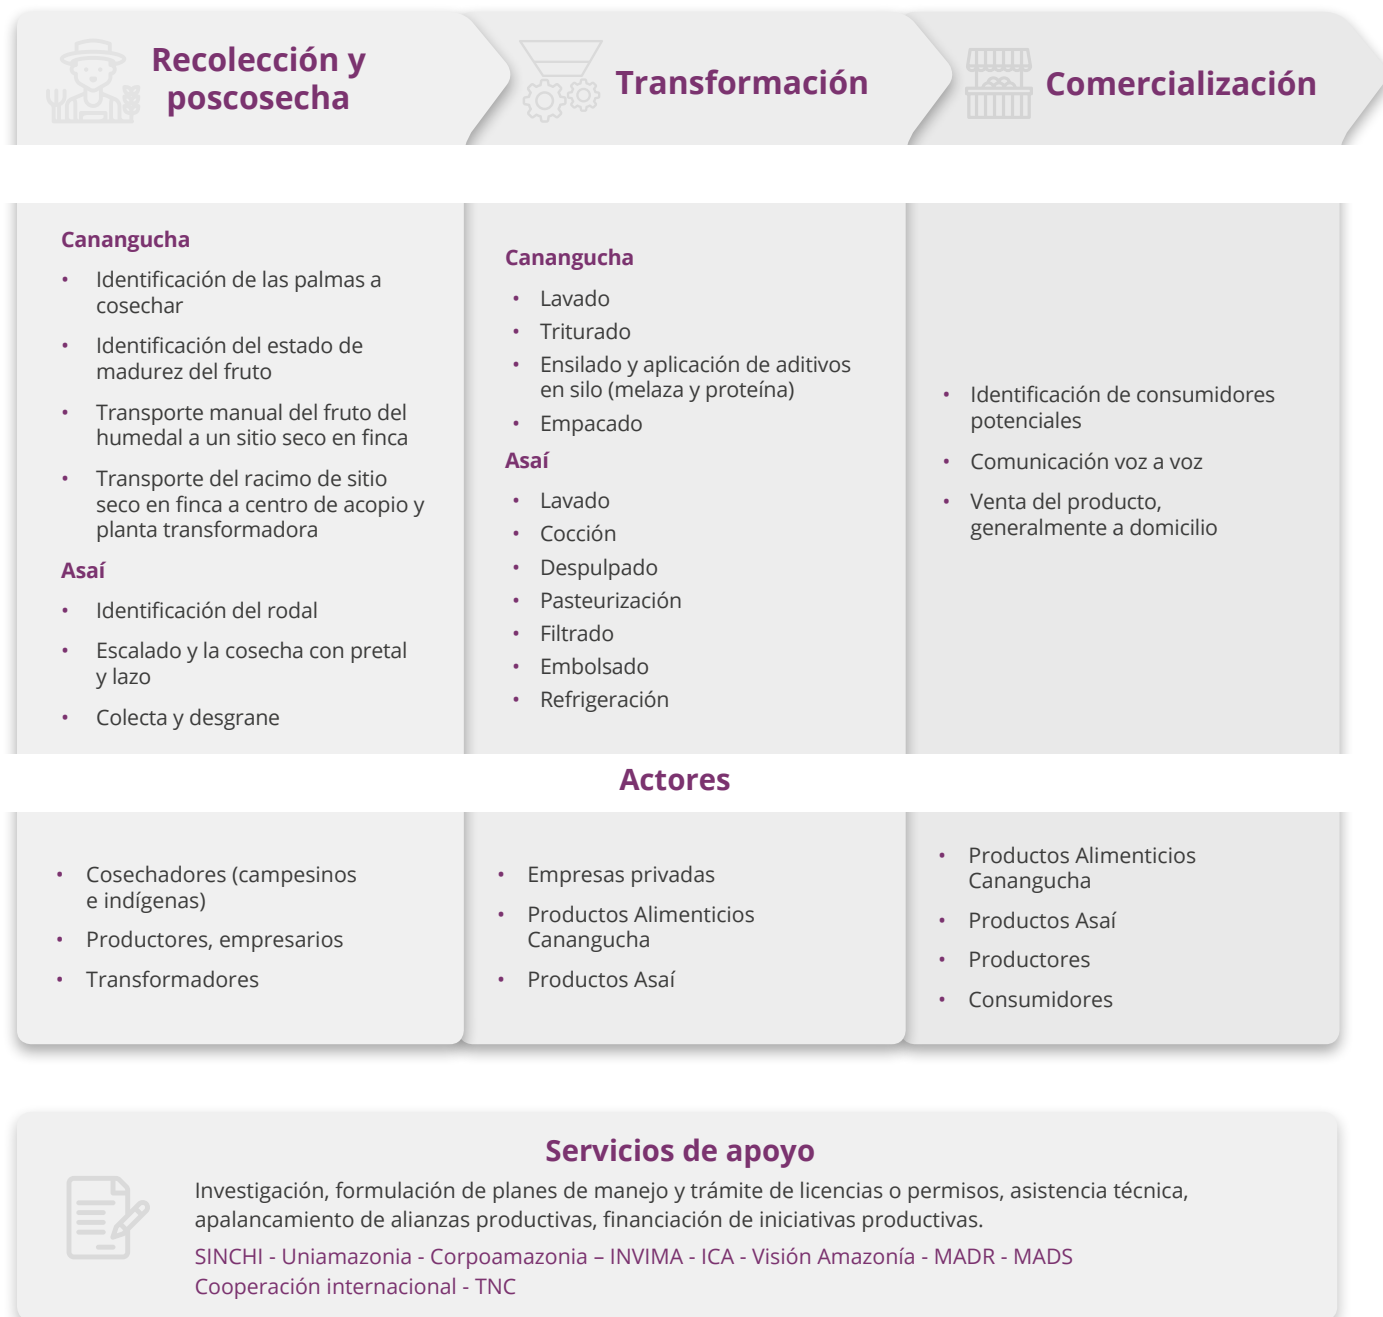 Recolección y
poscosecha
Transformación
Comercialización
Canangucha
• Identificación de las palmas a
cosechar
• Identificación del estado de
madurez del fruto
• Transporte manual del fruto del
humedal a un sitio seco en finca
• Transporte del racimo de sitio
seco en finca a centro de acopio y
planta transformadora
Asaí
• Identificación del rodal
• Escalado y la cosecha con pretal
y lazo
• Colecta y desgrane
Canangucha
• Lavado
• Triturado
• Ensilado y aplicación de aditivos
en silo (melaza y proteína)
• Empacado
Asaí
• Lavado
• Cocción
• Despulpado
• Pasteurización
• Filtrado
• Embolsado
• Refrigeración
• Identificación de consumidores
potenciales
• Comunicación voz a voz
• Venta del producto,
generalmente a domicilio
Actores
• Cosechadores (campesinos
e indígenas)
• Productores, empresarios
• Transformadores
• Empresas privadas
• Productos Alimenticios
Canangucha
• Productos Asaí
• Productos Alimenticios
Canangucha
• Productos Asaí
• Productores
• Consumidores
Servicios de apoyo
Investigación, formulación de planes de manejo y trámite de licencias o permisos, asistencia técnica,
apalancamiento de alianzas productivas, financiación de iniciativas productivas.
SINCHI - Uniamazonia - Corpoamazonia – INVIMA - ICA - Visión Amazonía - MADR - MADS
Cooperación internacional - TNC